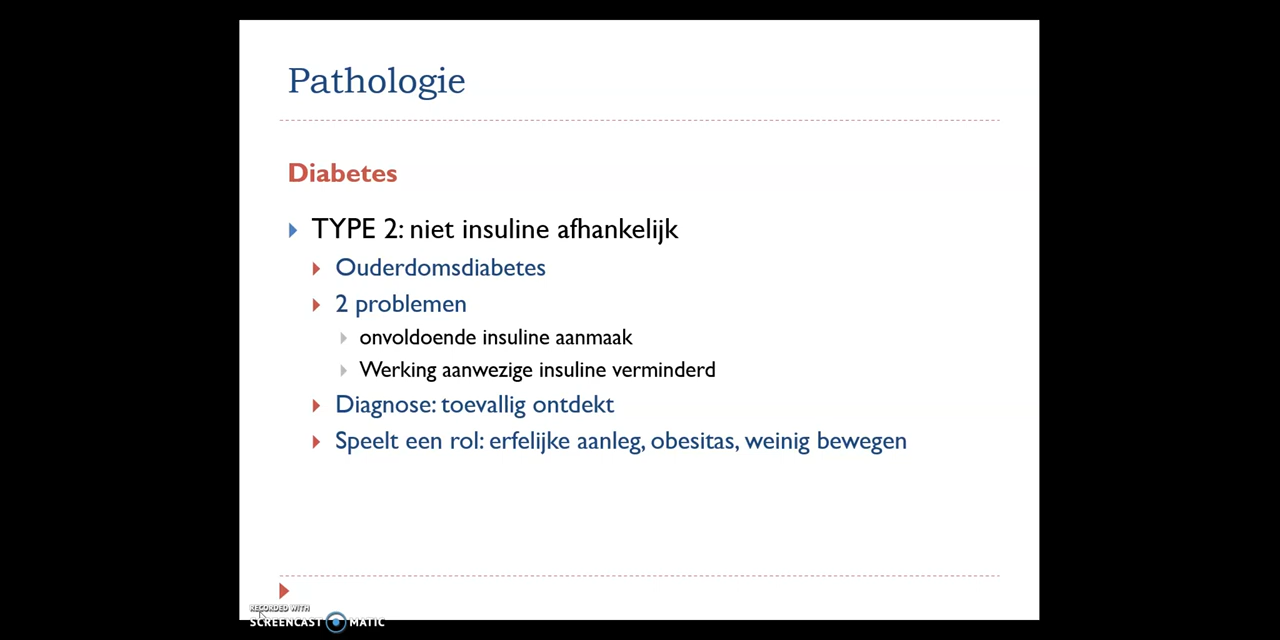 Pathologie
Diabetes
TYPE 2: niet insuline afhankelijk
Ouderdomsdiabetes
2 problemen
onvoldoende insuline aanmaak
Werking aanwezige insuline verminderd
Diagnose: toevallig ontdekt
Speelt een rol: erfelijke aanleg, obesitas, weinig bewegen
RECORDED WITH
SCREENCAST MATIC